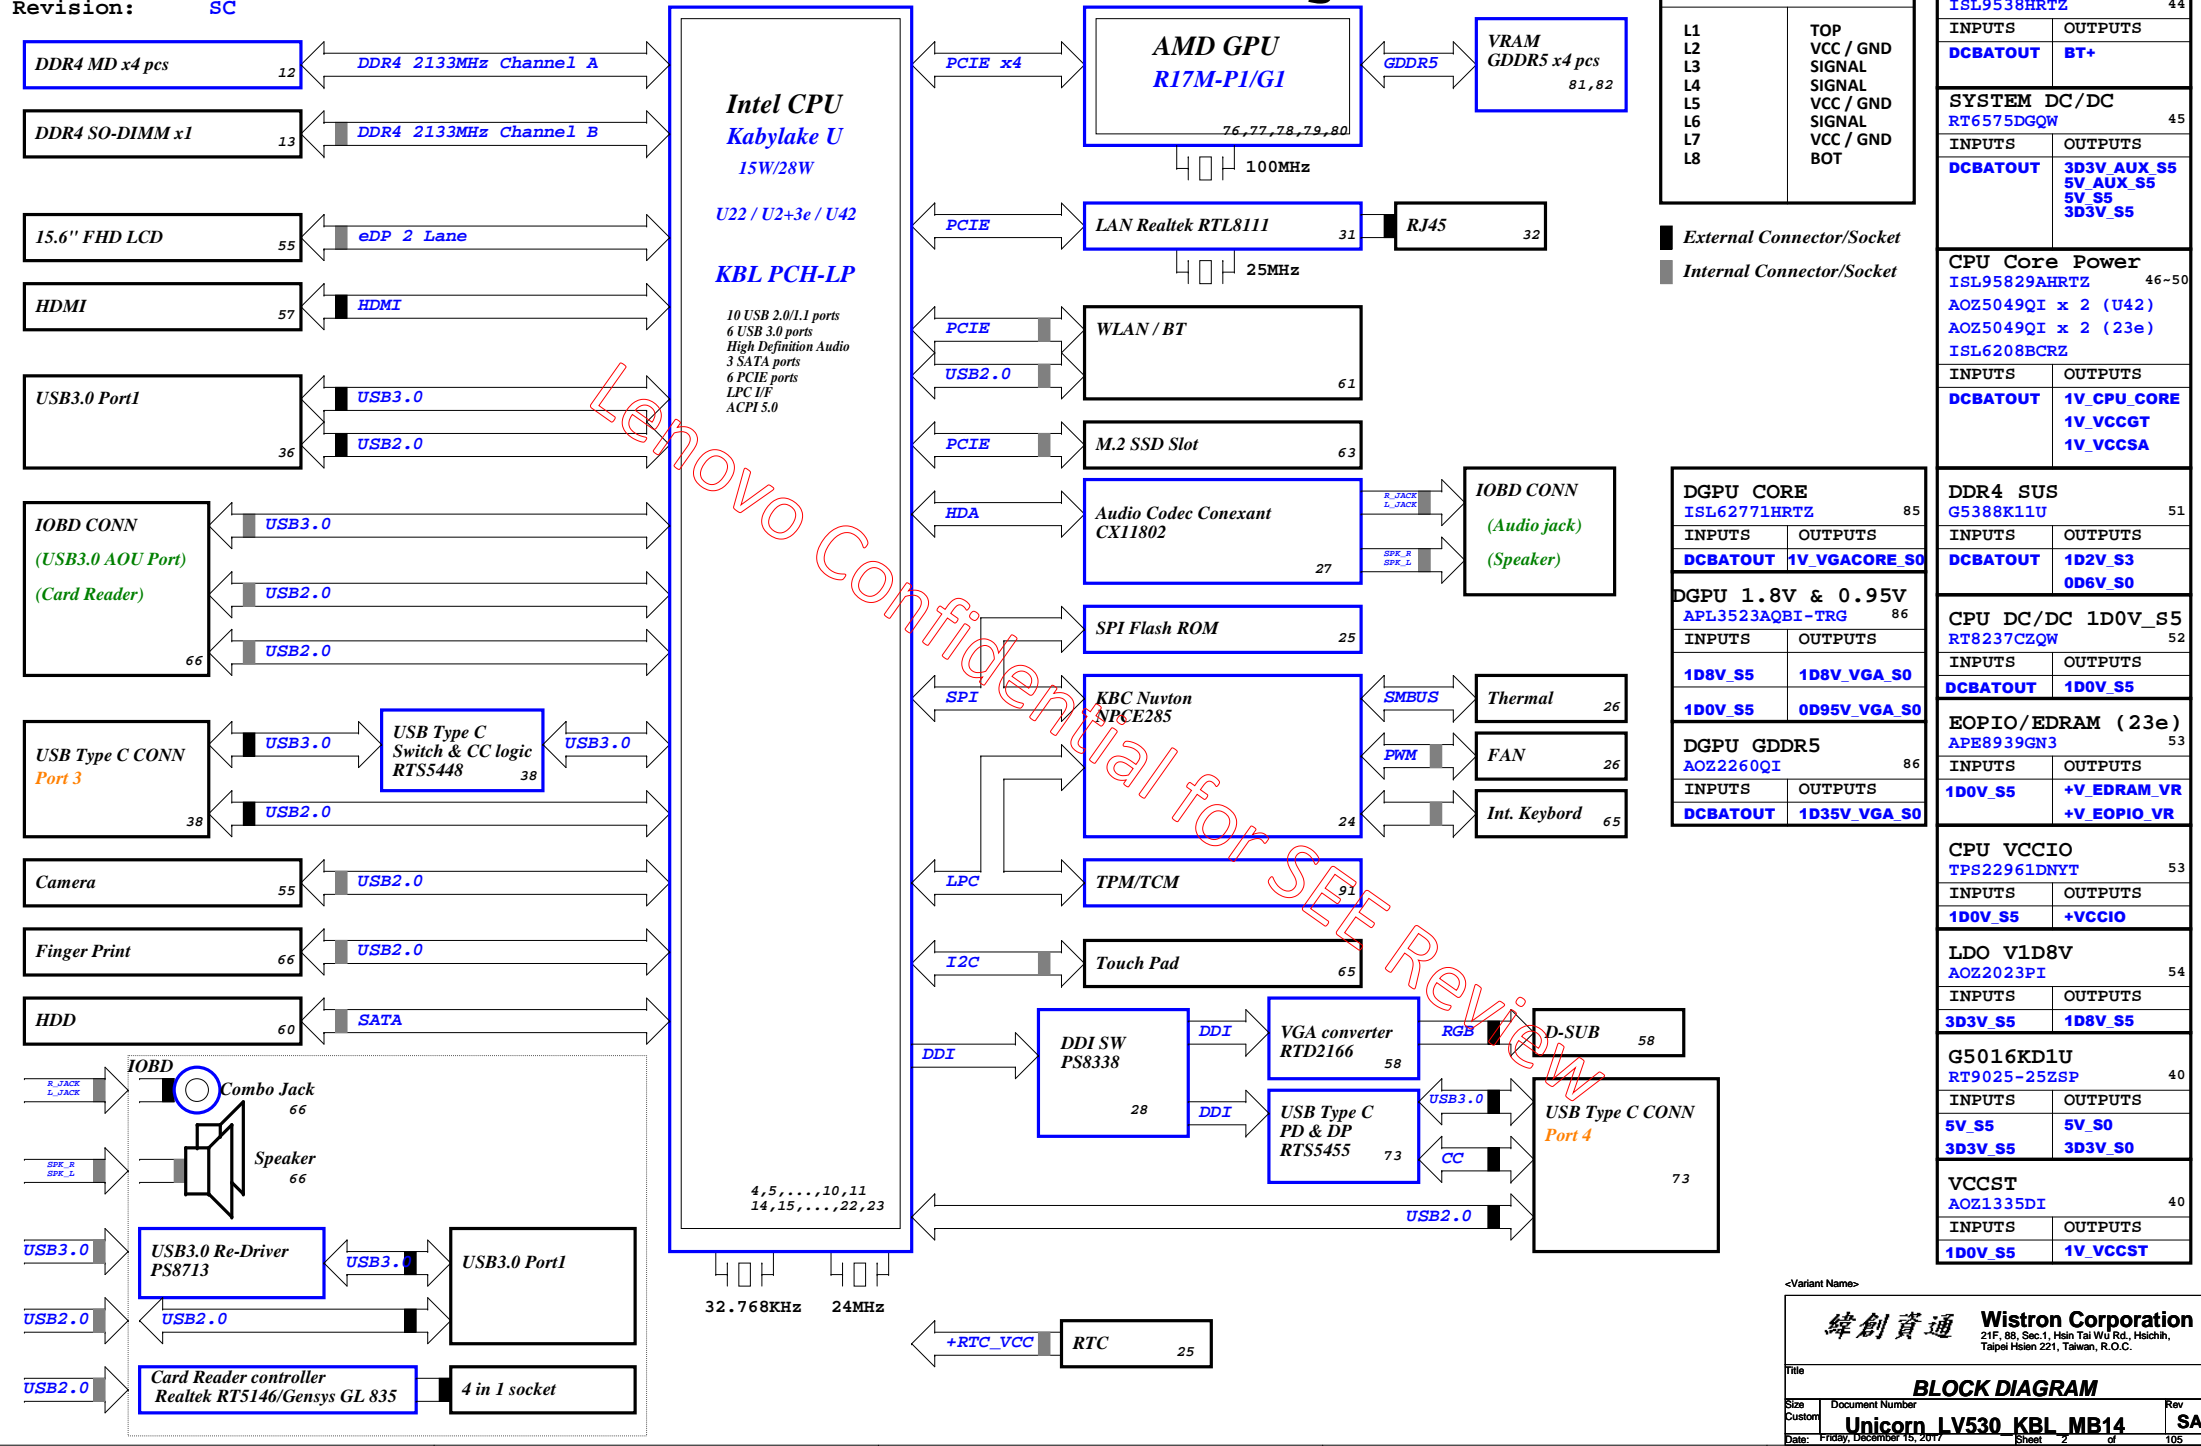 Revision: SC
DDR4 MD x4 pcs
12
DDR4 2133MHz Channel A
DDR4 SO-DIMM x1
13
DDR4 2133MHz Channel B
15.6'' FHD LCD
55
eDP 2 Lane
HDMI
57
HDMI
USB3.0 Port1
36
USB3.0
USB2.0
IOBD CONN
(USB3.0 AOU Port)
(Card Reader)
66
USB3.0
USB2.0
USB2.0
USB Type C CONN
Port 3
38
USB3.0
USB Type C
Switch & CC logic
RTS5448
38
USB3.0
USB2.0
Camera
55
USB2.0
Finger Print
66
USB2.0
HDD
60
SATA
IOBD
R_JACK
L_JACK
Combo Jack
66
SPK_R
SPK_L
Speaker
66
USB3.0
USB3.0 Re-Driver
PS8713
USB3.0
USB3.0 Port1
USB2.0
USB2.0
USB2.0
Card Reader controller
Realtek RT5146/Gensys GL 835
4 in 1 socket
Intel CPU
Kabylake U
15W/28W
U22 / U2+3e / U42
KBL PCH-LP
10 USB 2.0/1.1 ports
6 USB 3.0 ports
High Definition Audio
3 SATA ports
6 PCIE ports
LPC I/F
ACPI 5.0
4,5,...,10,11
14,15,...,22,23
32.768KHz
24MHz
Lenovo Confidential for SEE Review
PCIE x4
AMD GPU
R17M-P1/G1
76,77,78,79,80
100MHz
GDDR5
VRAM
GDDR5 x4 pcs
81,82
PCIE
LAN Realtek RTL8111
31
25MHz
RJ45
32
PCIE
USB2.0
WLAN / BT
61
PCIE
M.2 SSD Slot
63
HDA
Audio Codec Conexant
CX11802
27
R_JACK
L_JACK
SPK_R
SPK_L
IOBD CONN
(Audio jack)
(Speaker)
SPI Flash ROM
25
SPI
KBC Nuvton
NPCE285
24
SMBUS
Thermal
26
PWM
FAN
26
Int. Keybord
65
LPC
TPM/TCM
91
I2C
Touch Pad
65
DDI
DDI SW
PS8338
28
DDI
VGA converter
RTD2166
58
RGB
D-SUB
58
DDI
USB Type C
PD & DP
RTS5455
73
USB3.0
CC
USB Type C CONN
Port 4
73
USB2.0
+RTC_VCC
RTC
25
L1 TOP
L2 VCC / GND
L3 SIGNAL
L4 SIGNAL
L5 VCC / GND
L6 SIGNAL
L7 VCC / GND
L8 BOT
External Connector/Socket
Internal Connector/Socket
DGPU CORE
ISL62771HRTZ 85
INPUTS OUTPUTS
DCBATOUT 1V_VGACORE_S0
DGPU 1.8V & 0.95V
APL3523AQBI-TRG 86
INPUTS OUTPUTS
1D8V_S5 1D8V_VGA_S0
1D0V_S5 0D95V_VGA_S0
DGPU GDDR5
AOZ2260QI 86
INPUTS OUTPUTS
DCBATOUT 1D35V_VGA_S0
ISL9538HRTZ 44
INPUTS OUTPUTS
DCBATOUT BT+
SYSTEM DC/DC
RT6575DGQW 45
INPUTS OUTPUTS
DCBATOUT 3D3V_AUX_S5
5V_AUX_S5
5V_S5
3D3V_S5
CPU Core Power
ISL95829AHRTZ 46~50
AOZ5049QI x 2 (U42)
AOZ5049QI x 2 (23e)
ISL6208BCRZ
INPUTS OUTPUTS
DCBATOUT 1V_CPU_CORE
1V_VCCGT
1V_VCCSA
DDR4 SUS
G5388K11U 51
INPUTS OUTPUTS
DCBATOUT 1D2V_S3
0D6V_S0
CPU DC/DC 1D0V_S5
RT8237CZQW 52
INPUTS OUTPUTS
DCBATOUT 1D0V_S5
EOPIO/EDRAM (23e)
APE8939GN3 53
INPUTS OUTPUTS
1D0V_S5 +V_EDRAM_VR
+V_EOPIO_VR
CPU VCCIO
TPS22961DNYT 53
INPUTS OUTPUTS
1D0V_S5 +VCCIO
LDO V1D8V
AOZ2023PI 54
INPUTS OUTPUTS
3D3V_S5 1D8V_S5
G5016KD1U
RT9025-25ZSP 40
INPUTS OUTPUTS
5V_S5 5V_S0
3D3V_S5 3D3V_S0
VCCST
AOZ1335DI 40
INPUTS OUTPUTS
1D0V_S5 1V_VCCST
<Variant Name>
緯創資通 Wistron Corporation
21F, 88, Sec.1, Hsin Tai Wu Rd., Hsichih,
Taipei Hsien 221, Taiwan, R.O.C.
Title
BLOCK DIAGRAM
Size Document Number Rev
Custom Unicorn_LV530_KBL_MB14 SA
Date: Friday, December 15, 2017 Sheet 2 of 105